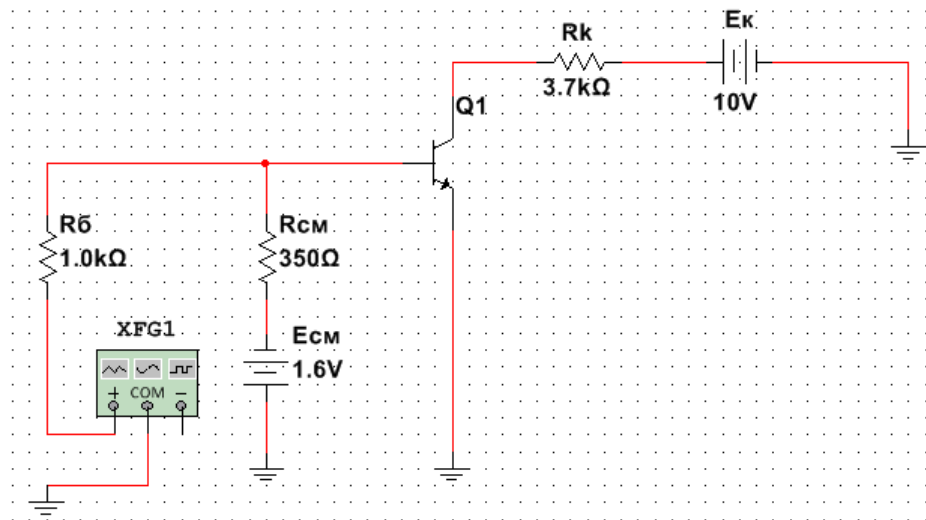 Eк
Rk
3.7kΩ
10V
Q1
Rб
1.0kΩ
Rсм
350Ω
XFG1
Eсм
1.6V
+ COM −